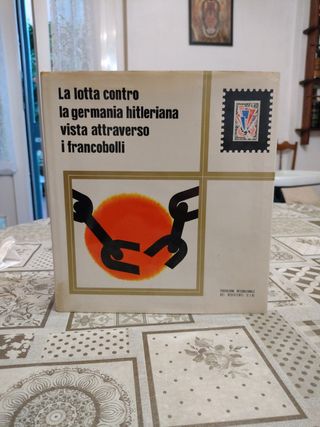 La lotta contro
la germania hitleriana
vista attraverso
i francobolli